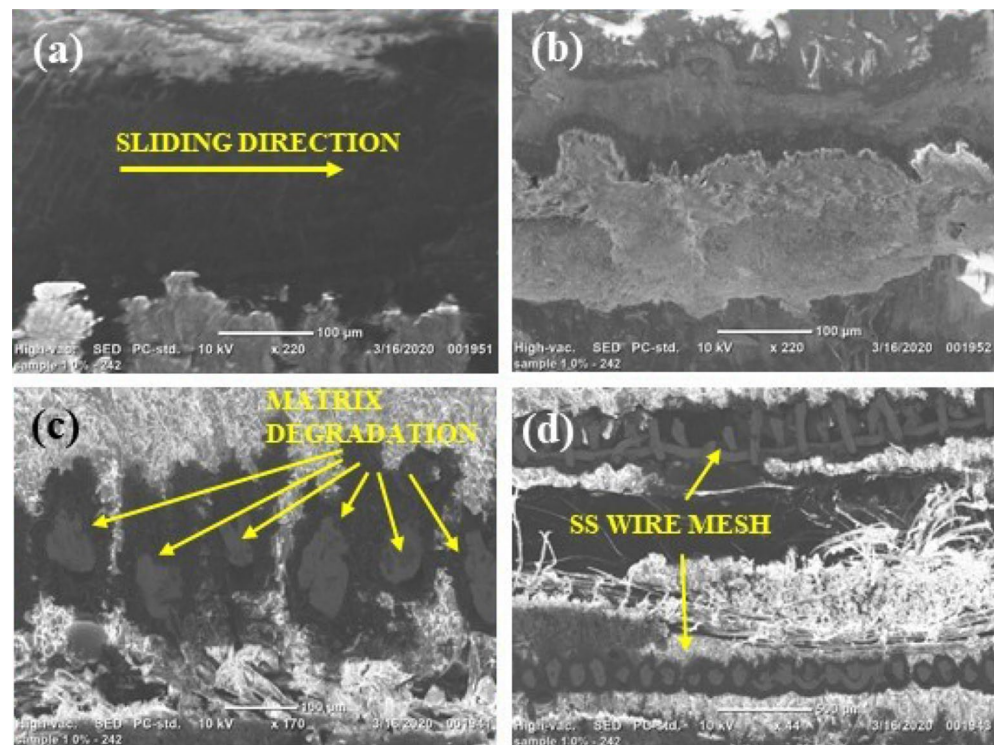 (a)
SLIDING DIRECTION
100 µm
High-vac. SED PC-std. 10 kV x 220 3/16/2020 001951
sample 1.0% - 242
(b)
100 µm
High-vac. SED PC-std. 10 kV x 220 3/16/2020 001952
sample 1.0% - 242
(c)
MATRIX
DEGRADATION
High-vac. SED PC-std. 10 kV x 170 3/16/2020 001941
sample 1.0% - 242
(d)
SS WIRE MESH
High-vac. SED PC-std. 10 kV x 44 3/16/2020 001943
sample 1.0% - 242